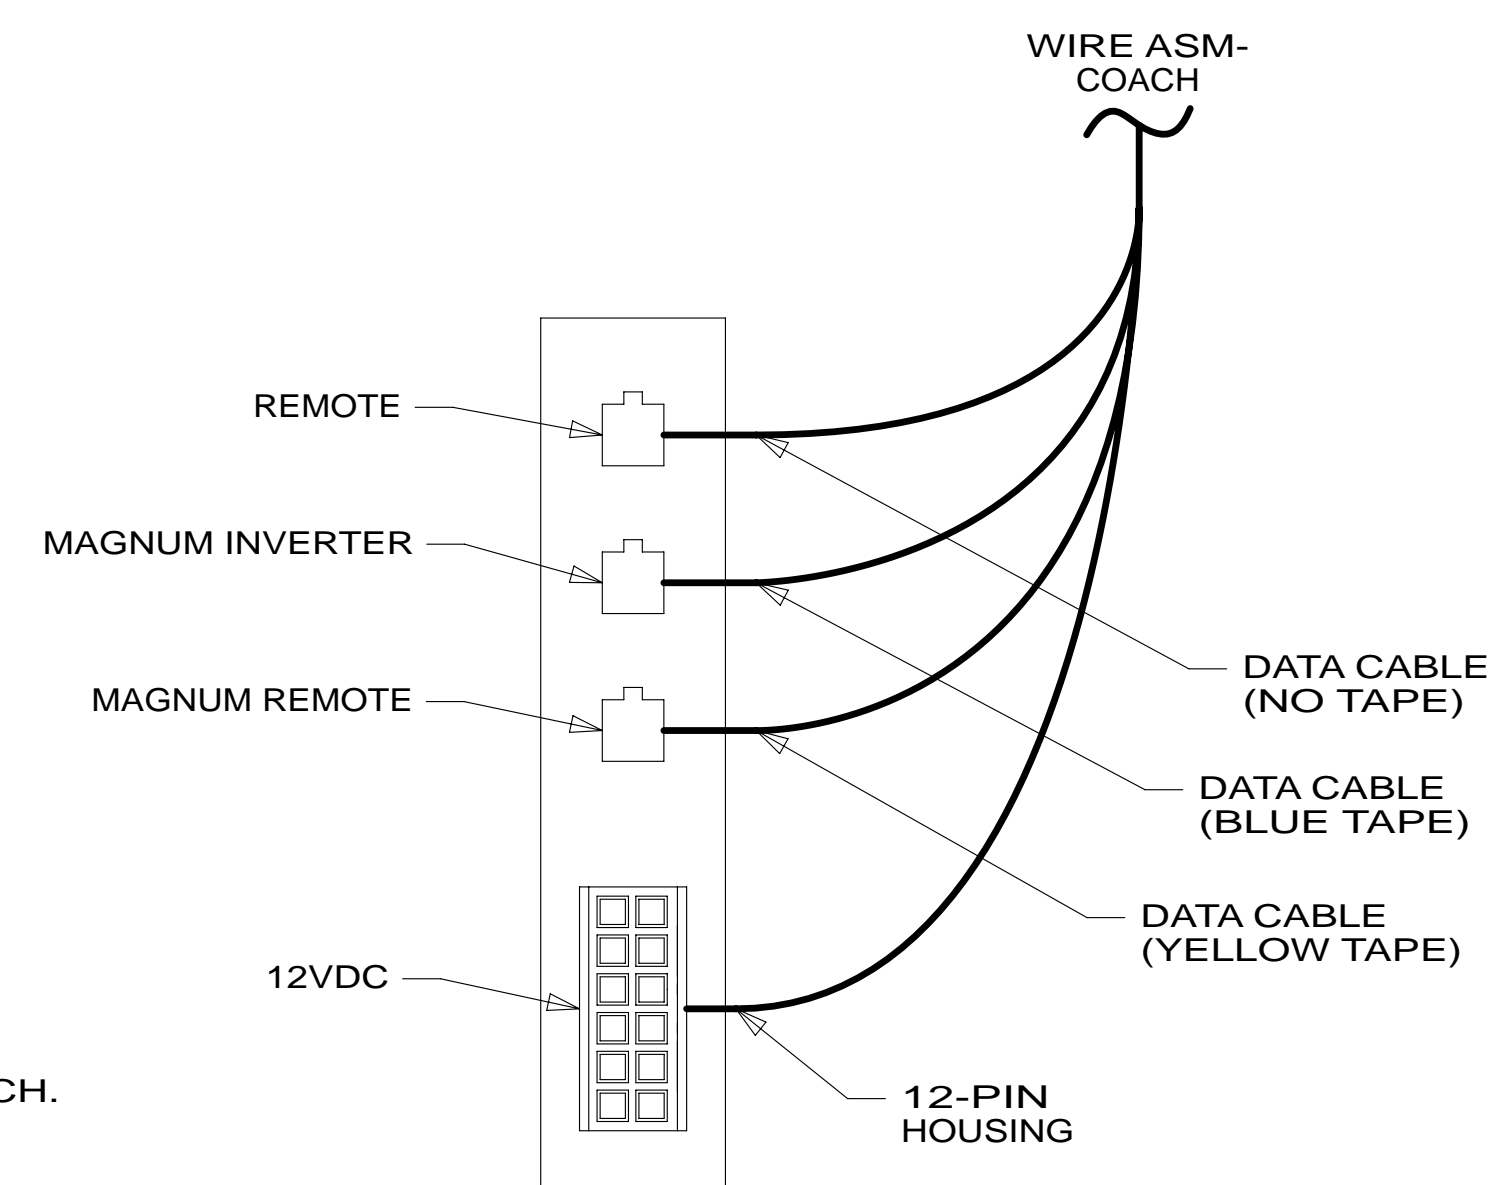 WIRE ASM-
COACH
REMOTE
MAGNUM INVERTER
DATA CABLE
(NO TAPE)
MAGNUM REMOTE
DATA CABLE
(BLUE TAPE)
DATA CABLE
(YELLOW TAPE)
12VDC
CH.
12-PIN
HOUSING